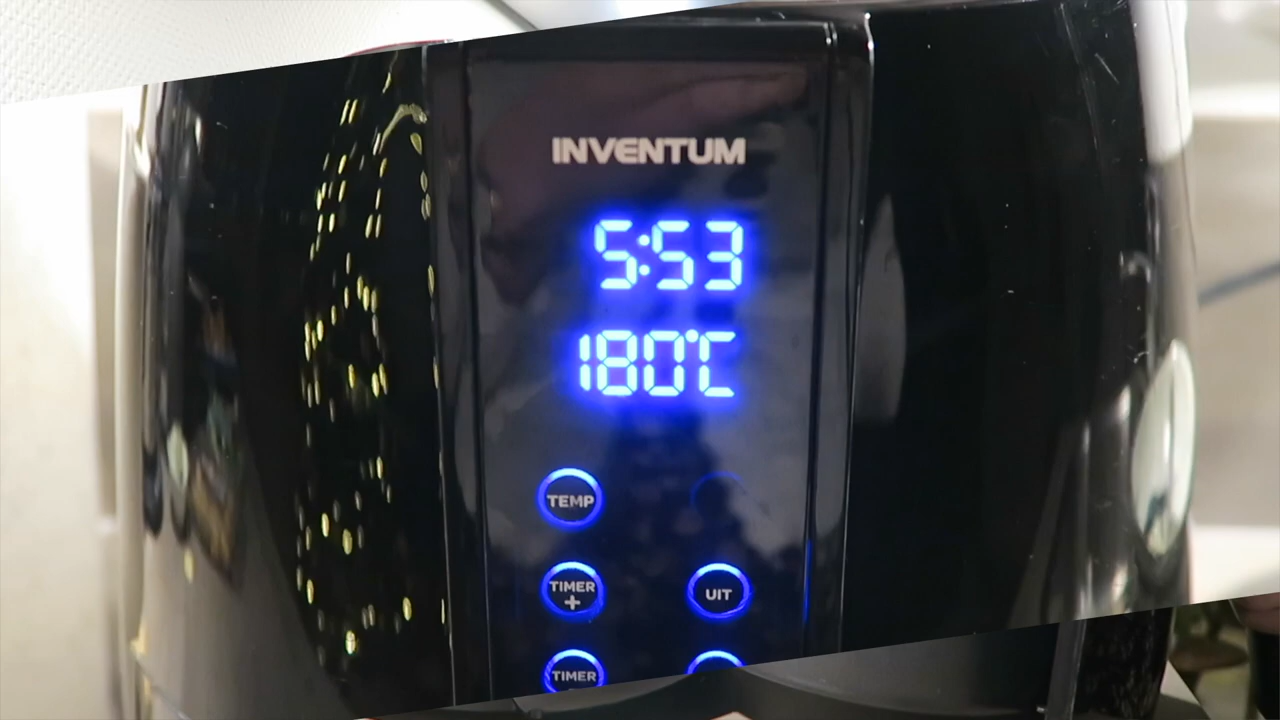 INVENTUM
5:53
180°C
TEMP
TIMER
+
UIT
TIMER